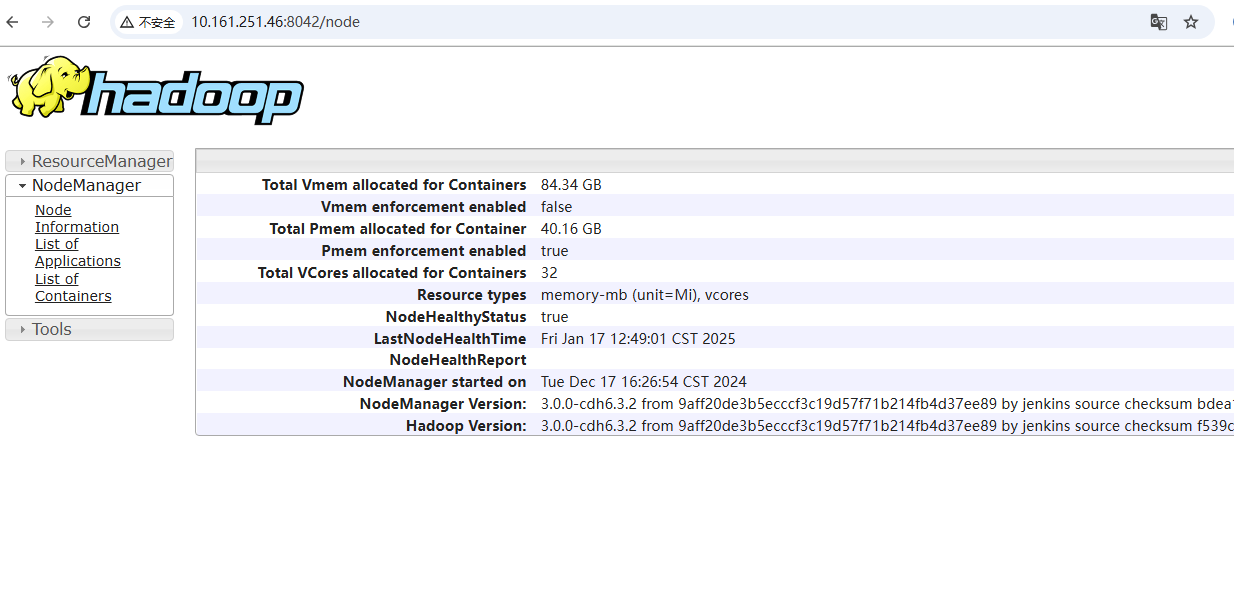 不安全 10.161.251.46:8042/node
hadoop
ResourceManager
NodeManager
Node
Information
List of
Applications
List of
Containers
Tools
Total Vmem allocated for Containers 84.34 GB
Vmem enforcement enabled false
Total Pmem allocated for Container 40.16 GB
Pmem enforcement enabled true
Total VCores allocated for Containers 32
Resource types memory-mb (unit=Mi), vcores
NodeHealthyStatus true
LastNodeHealthTime Fri Jan 17 12:49:01 CST 2025
NodeHealthReport
NodeManager started on Tue Dec 17 16:26:54 CST 2024
NodeManager Version: 3.0.0-cdh6.3.2 from 9aff20de3b5ecccf3c19d57f71b214fb4d37ee89 by jenkins source checksum bdea
Hadoop Version: 3.0.0-cdh6.3.2 from 9aff20de3b5ecccf3c19d57f71b214fb4d37ee89 by jenkins source checksum f539c